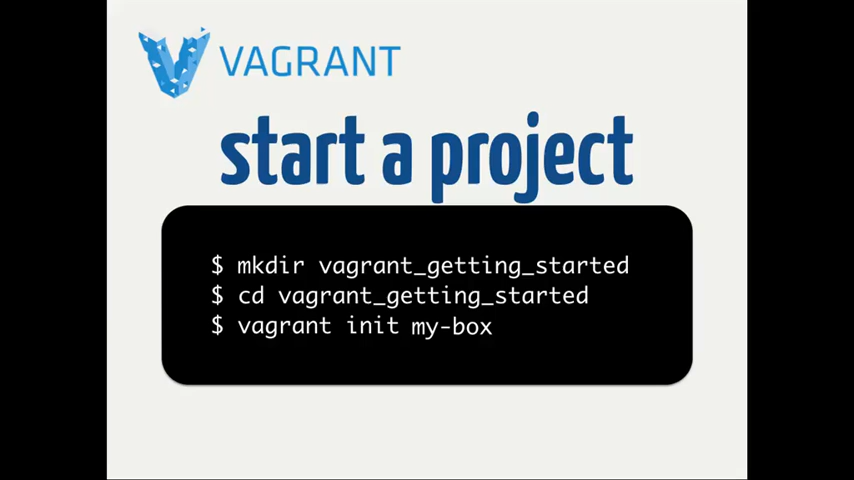 VAGRANT
start a project
$ mkdir vagrant_getting_started
$ cd vagrant_getting_started
$ vagrant init my-box